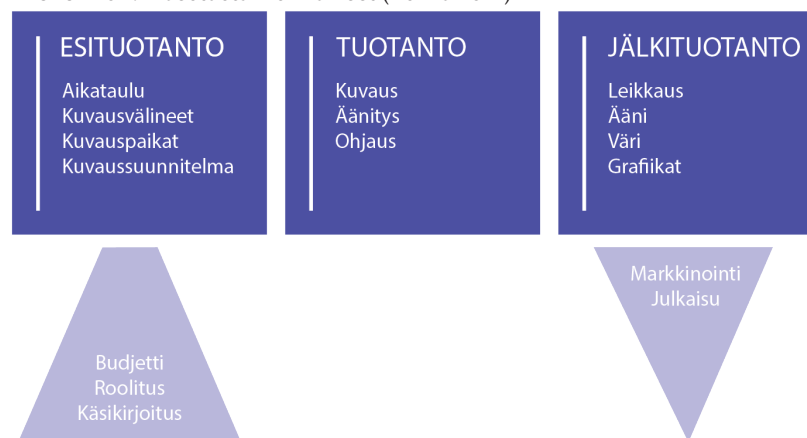 ESITUOTANTO
Aikataulu
Kuvausvälineet
Kuvauspaikat
Kuvaussuunnitelma
TUOTANTO
Kuvaus
Äänitys
Ohjaus
JÄLKITUOTANTO
Leikkaus
Ääni
Väri
Grafiikat
Budjetti
Roolitus
Käsikirjoitus
Markkinointi
Julkaisu